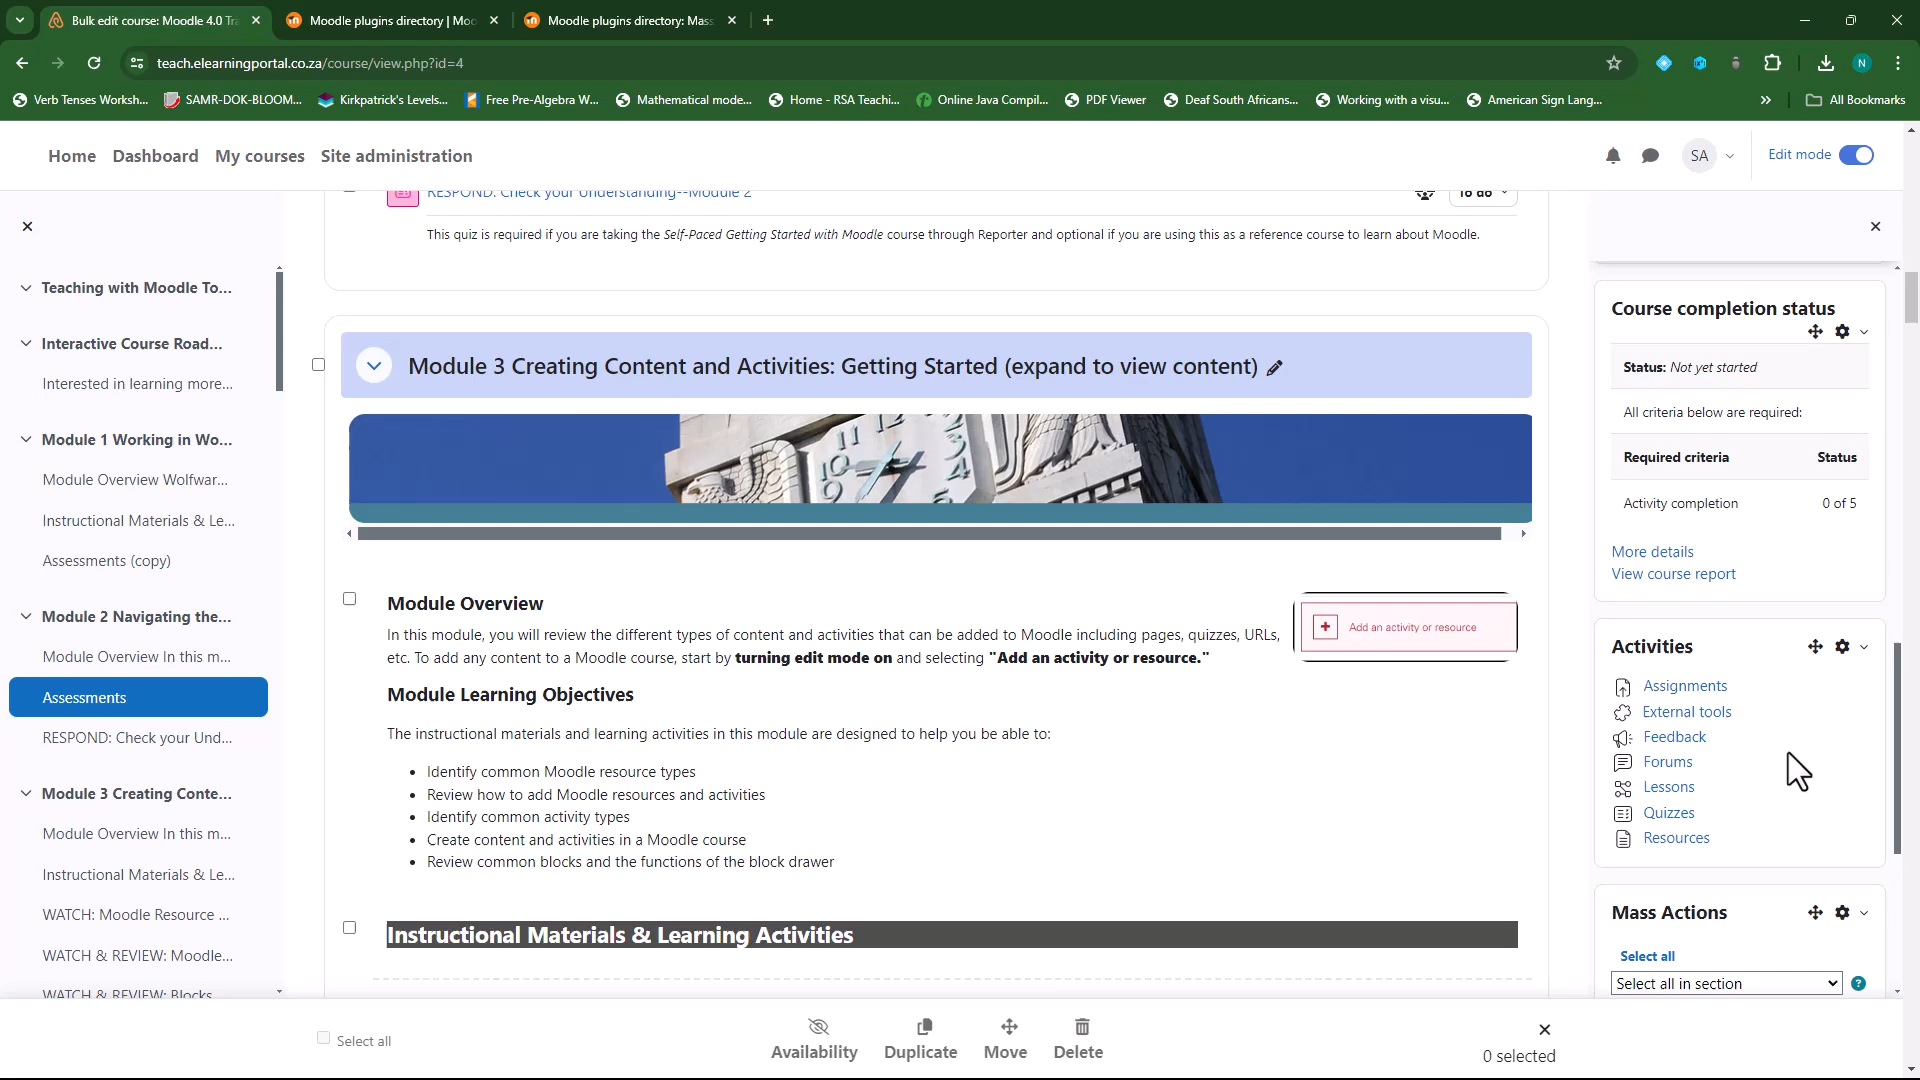 Bulk edit course: Moodle 4.0 Tra
Moodle plugins directory | Moo
Moodle plugins directory: Mass
teach.elearningportal.co.za/course/view.php?id=4
N
Verb Tenses Worksh...
SAMR-DOK-BLOOM...
Kirkpatrick's Levels...
Free Pre-Algebra W...
Mathematical mode...
Home - RSA Teachi...
Online Java Compil...
PDF Viewer
Deaf South Africans...
Working with a visu...
American Sign Lang...
All Bookmarks
Home
Dashboard
My courses
Site administration
SA
Edit mode
Teaching with Moodle To...
Interactive Course Road...
Interested in learning more...
Module 1 Working in Wo...
Module Overview Wolfwar...
Instructional Materials & Le...
Assessments (copy)
Module 2 Navigating the...
Module Overview In this m...
Assessments
RESPOND: Check your Und...
Module 3 Creating Conte...
Module Overview In this m...
Instructional Materials & Le...
WATCH: Moodle Resource ...
WATCH & REVIEW: Moodle...
WATCH & REVIEW: Blocks
RESPOND: Check your Understanding--Module 2
To do
This quiz is required if you are taking the Self-Paced Getting Started with Moodle course through Reporter and optional if you are using this as a reference course to learn about Moodle.
Module 3 Creating Content and Activities: Getting Started (expand to view content)
Module Overview
In this module, you will review the different types of content and activities that can be added to Moodle including pages, quizzes, URLs,
etc. To add any content to a Moodle course, start by turning edit mode on and selecting "Add an activity or resource."
Add an activity or resource
Module Learning Objectives
The instructional materials and learning activities in this module are designed to help you be able to:
• Identify common Moodle resource types
• Review how to add Moodle resources and activities
• Identify common activity types
• Create content and activities in a Moodle course
• Review common blocks and the functions of the block drawer
Instructional Materials & Learning Activities
Course completion status
Status: Not yet started
All criteria below are required:
Required criteria Status
Activity completion 0 of 5
More details
View course report
Activities
Assignments
External tools
Feedback
Forums
Lessons
Quizzes
Resources
Mass Actions
Select all
Select all in section
?
Select all
Availability
Duplicate
Move
Delete
0 selected